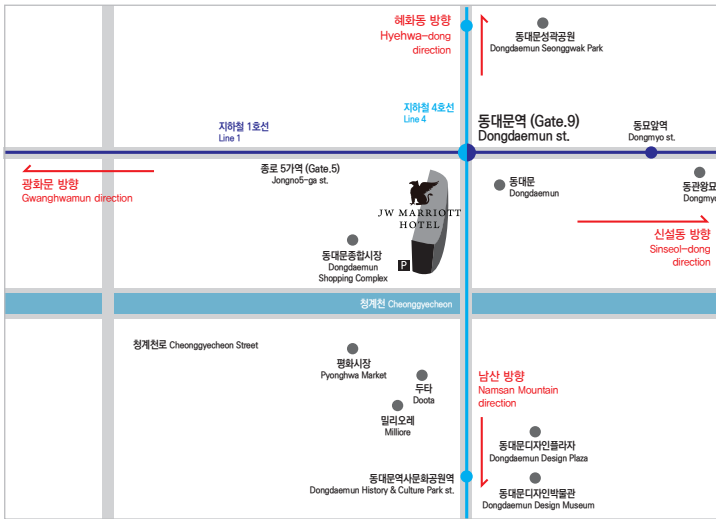 혜화동 방향
Hyehwa-dong
direction
동대문성곽공원
Dongdaemun Seonggwak Park
지하철 4호선
Line 4
지하철 1호선
Line 1
동대문역 (Gate.9)
Dongdaemun st.
동묘앞역
Dongmyo st.
종로 5가역 (Gate.5)
Jongno5-ga st.
광화문 방향
Gwanghwamun direction
동대문
Dongdaemun
동관왕묘
Dongmyo
JW MARRIOTT
HOTEL
신설동 방향
Sinseol-dong
direction
동대문종합시장
Dongdaemun
Shopping Complex
P
청계천 Cheonggyecheon
청계천로 Cheonggyecheon Street
평화시장
Pyonghwa Market
두타
Doota
밀리오레
Milliore
남산 방향
Namsan Mountain
direction
동대문디자인플라자
Dongdaemun Design Plaza
동대문역사문화공원역
Dongdaemun History & Culture Park st.
동대문디자인박물관
Dongdaemun Design Museum